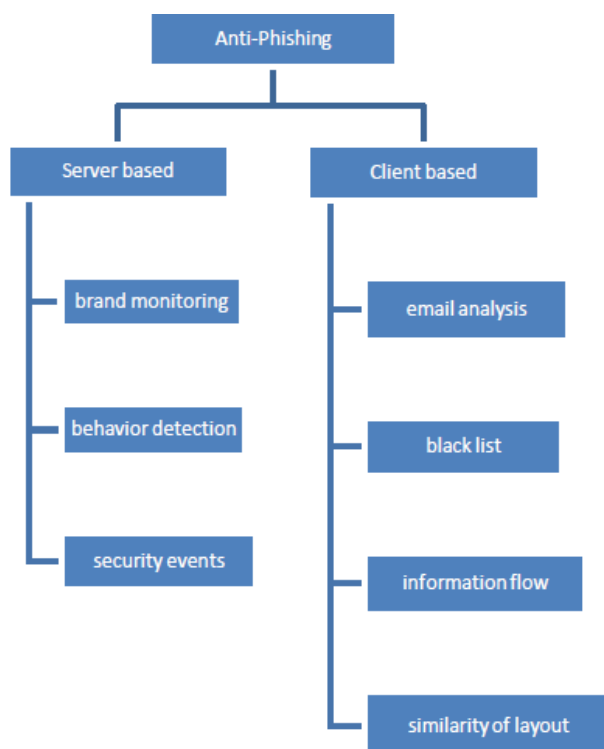 Anti-Phishing
Server based
Client based
brand monitoring
email analysis
behavior detection
black list
security events
information flow
similarity of layout